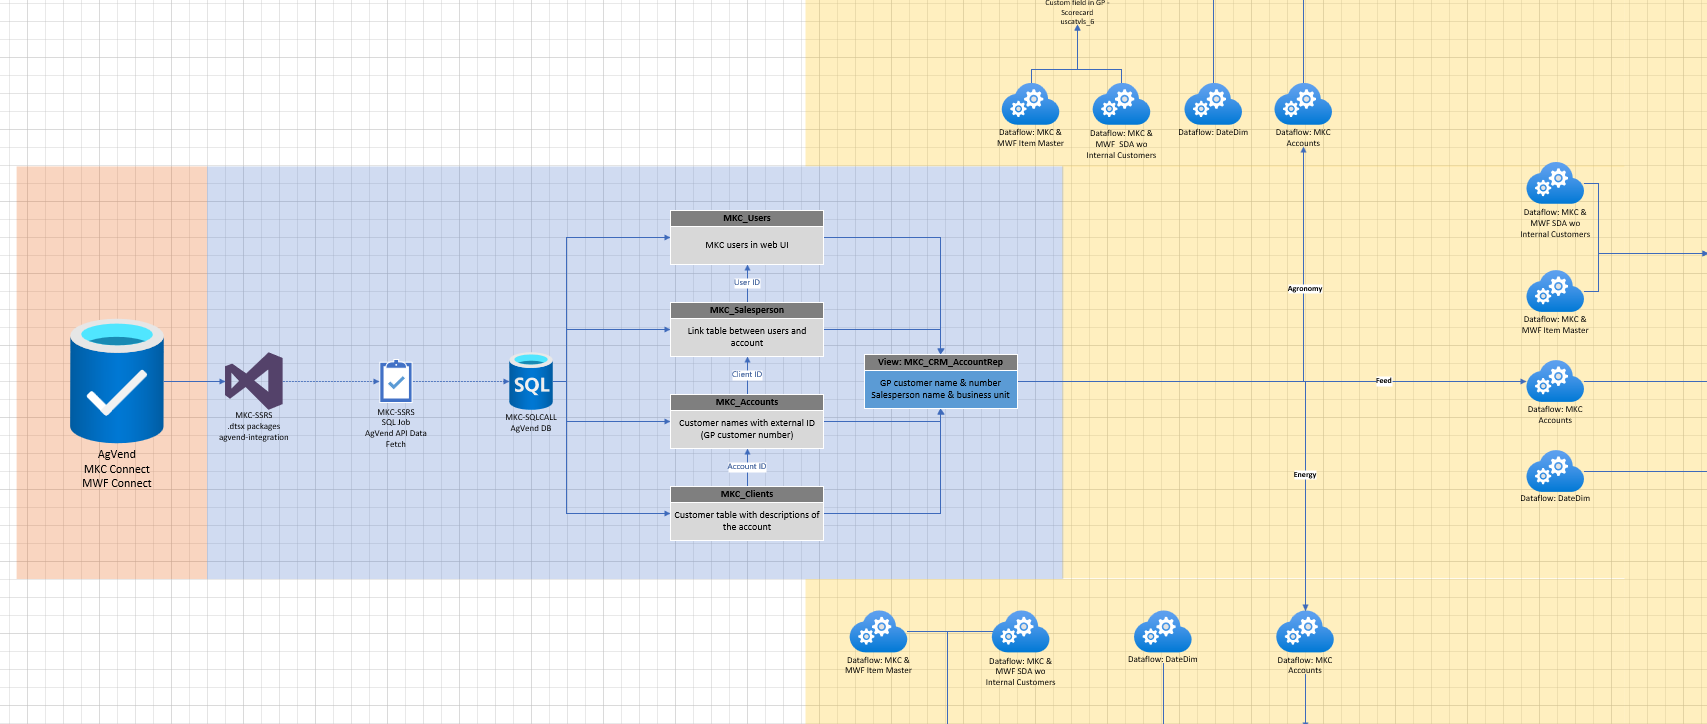 Custom field in GP -
Scorecard
uscatvls_6
Dataflow: MKC &
MWF Item Master
Dataflow: MKC &
MWF SDA wo
Internal Customers
Dataflow: DateDim
Dataflow: MKC
Accounts
AgVend
MKC Connect
MWF Connect
MKC-SSRS
.dtsx packages
agvend-integration
MKC-SSRS
SQL Job
AgVend API Data
Fetch
SQL
MKC-SQLCALL
AgVend DB
MKC_Users
MKC users in web UI
User ID
MKC_Salesperson
Link table between users and
account
Client ID
MKC_Accounts
Customer names with external ID
(GP customer number)
Account ID
MKC_Clients
Customer table with descriptions of
the account
View: MKC_CRM_AccountRep
GP customer name & number
Salesperson name & business unit
Agronomy
Feed
Energy
Dataflow: MKC &
MWF SDA wo
Internal Customers
Dataflow: MKC &
MWF Item Master
Dataflow: MKC
Accounts
Dataflow: DateDim
Dataflow: MKC &
MWF Item Master
Dataflow: MKC &
MWF SDA wo
Internal Customers
Dataflow: DateDim
Dataflow: MKC
Accounts